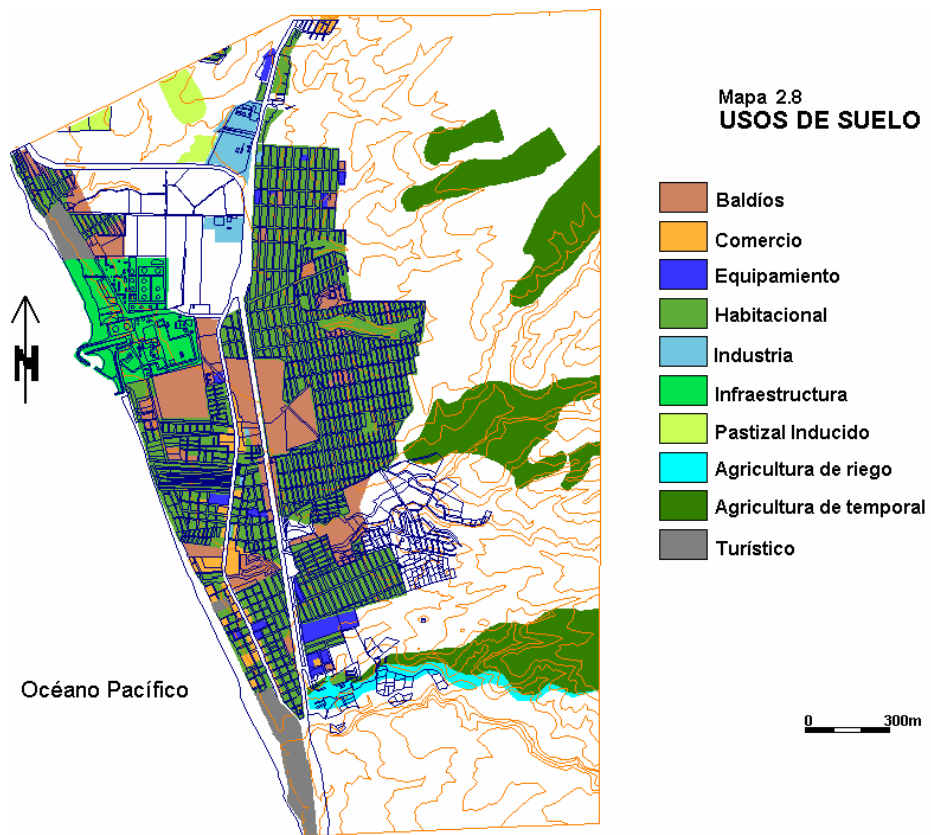 Mapa 2.8
USOS DE SUELO
Baldíos
Comercio
Equipamiento
Habitacional
Industria
Infraestructura
Pastizal Inducido
Agricultura de riego
Agricultura de temporal
Turístico
N
Océano Pacífico
0 300m